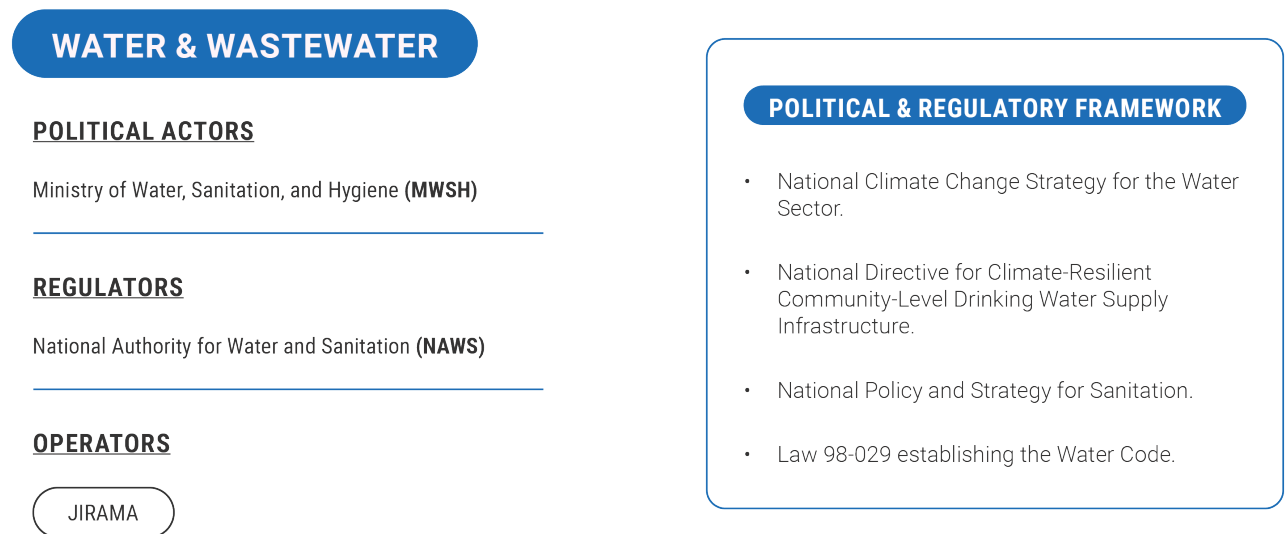 WATER & WASTEWATER
POLITICAL ACTORS
Ministry of Water, Sanitation, and Hygiene (MWSH)
REGULATORS
National Authority for Water and Sanitation (NAWS)
OPERATORS
JIRAMA
POLITICAL & REGULATORY FRAMEWORK
• National Climate Change Strategy for the Water
Sector.
• National Directive for Climate-Resilient
Community-Level Drinking Water Supply
Infrastructure.
• National Policy and Strategy for Sanitation.
• Law 98-029 establishing the Water Code.